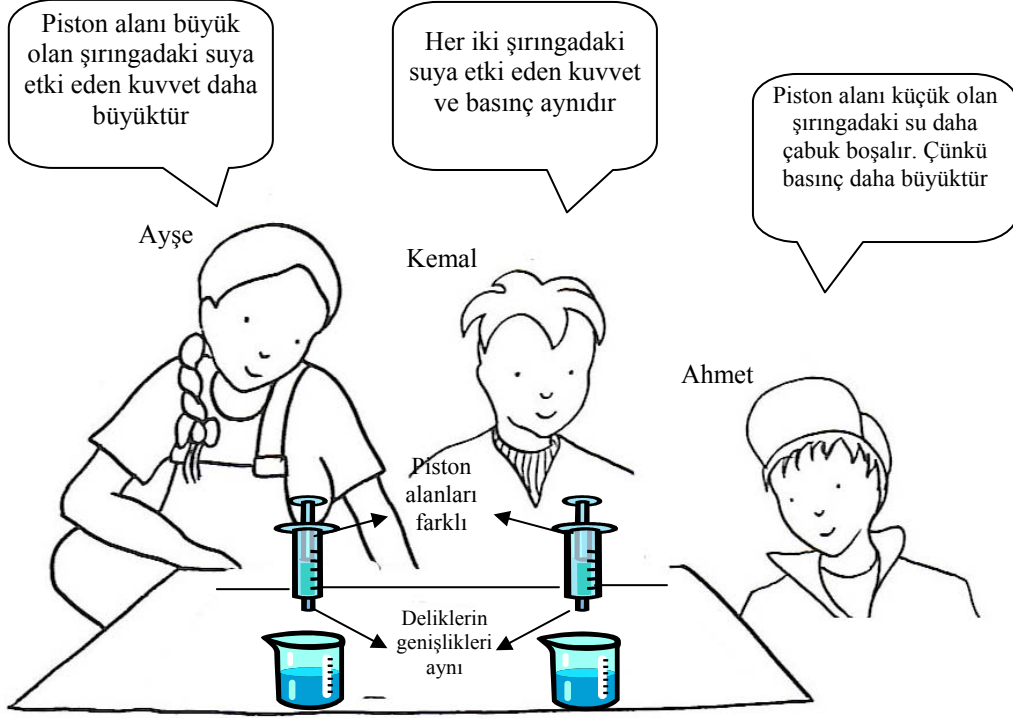 Piston alanı büyük
olan şırıngadaki suya
etki eden kuvvet daha
büyüktür
Her iki şırıngadaki
suya etki eden kuvvet
ve basınç aynıdır
Piston alanı küçük olan
şırıngadaki su daha
çabuk boşalır. Çünkü
basınç daha büyüktür
Ayşe
Kemal
Ahmet
Piston
alanları
farklı
Deliklerin
genişlikleri
aynı